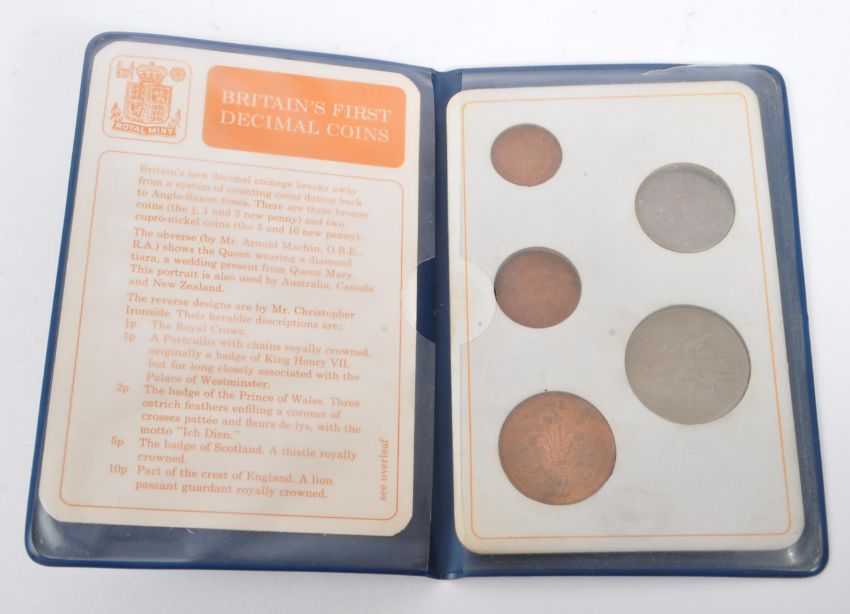 ROYAL MINT
BRITAIN'S FIRST
DECIMAL COINS
Britain's new decimal coinage breaks away
from a system of counting coins dating back
to Anglo-Saxon times. There are three bronze
coins (the ½, 1 and 2 new penny) and two
cupro-nickel coins (the 5 and 10 new penny).
The obverse (by Mr. Arnold Machin, O.B.E.,
R.A.) shows the Queen wearing a diamond
tiara, a wedding present from Queen Mary.
This portrait is also used by Australia, Canada
and New Zealand.
The reverse designs are by Mr. Christopher
Ironside. Their heraldic descriptions are:
½p The Royal Crown.
1p A Portcullis with chains royally crowned,
originally a badge of King Henry VII,
but for long closely associated with the
Palace of Westminster.
2p The badge of the Prince of Wales. Three
ostrich feathers enfiling a coronet of
crosses pattée and fleurs de lys, with the
motto "Ich Dien."
5p The badge of Scotland. A thistle royally
crowned.
10p Part of the crest of England. A lion
passant guardant royally crowned.
see overleaf